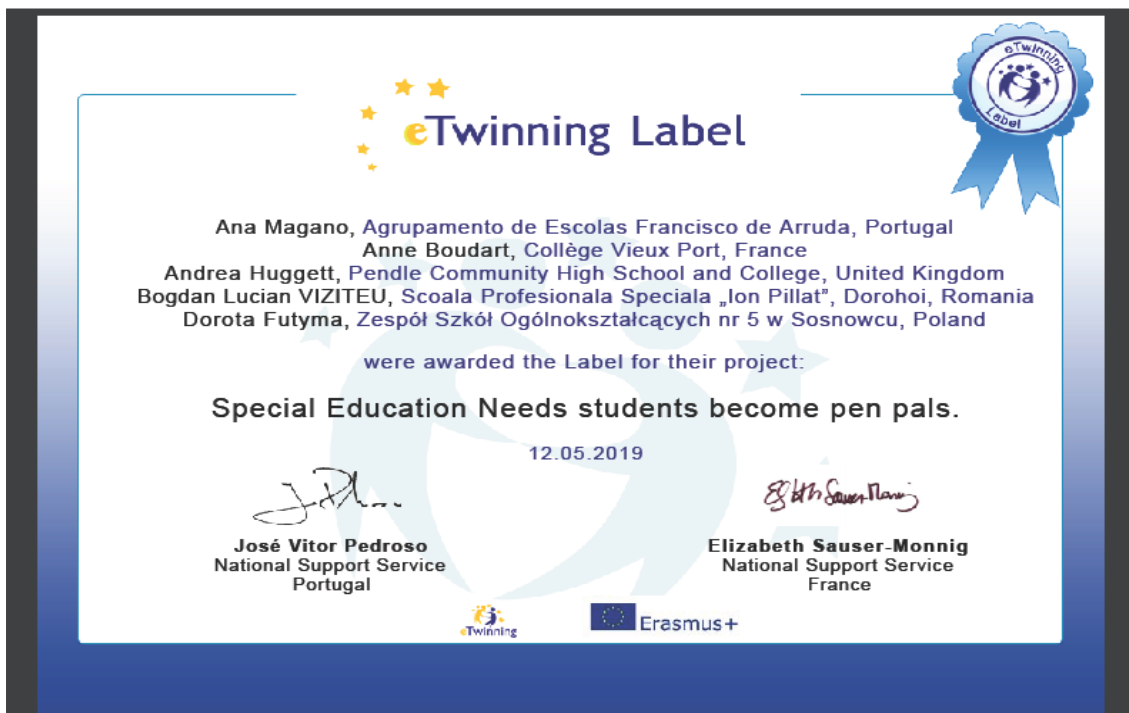 eTwinning
Label
eTwinning Label
Ana Magano, Agrupamento de Escolas Francisco de Arruda, Portugal
Anne Boudart, Collège Vieux Port, France
Andrea Huggett, Pendle Community High School and College, United Kingdom
Bogdan Lucian VIZITEU, Scoala Profesionala Speciala „Ion Pillat”, Dorohoi, Romania
Dorota Futyma, Zespół Szkół Ogólnokształcących nr 5 w Sosnowcu, Poland
were awarded the Label for their project:
Special Education Needs students become pen pals.
12.05.2019
José Vitor Pedroso
National Support Service
Portugal
Elizabeth Sauser-Monnig
National Support Service
France
eTwinning
Erasmus+